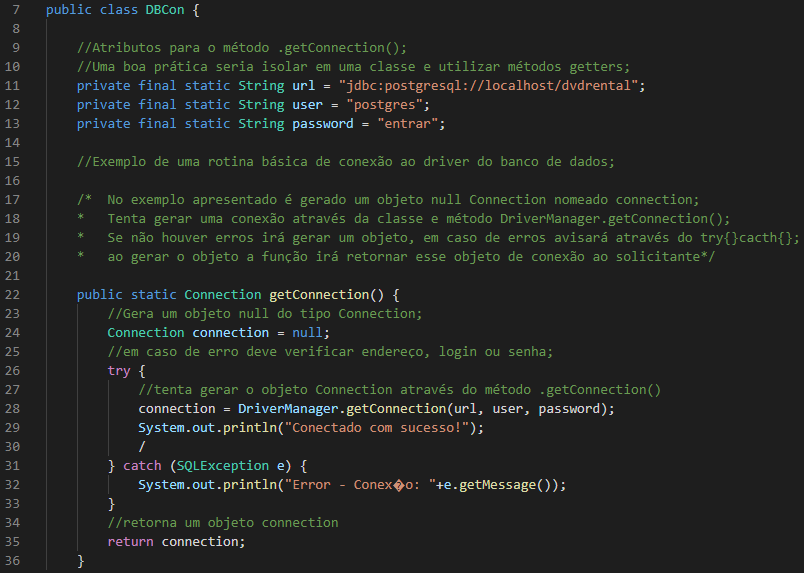 7 public class DBCon {
8
9 //Atributos para o método .getConnection();
10 //Uma boa prática seria isolar em uma classe e utilizar métodos getters;
11 private final static String url = "jdbc:postgresql://localhost/dvdrental";
12 private final static String user = "postgres";
13 private final static String password = "entrar";
14
15 //Exemplo de uma rotina básica de conexão ao driver do banco de dados;
16
17 /*  No exemplo apresentado é gerado um objeto null Connection nomeado connection;
18 *   Tenta gerar uma conexão através da classe e método DriverManager.getConnection();
19 *   Se não houver erros irá gerar um objeto, em caso de erros avisará através do try{}cacth{};
20 *   ao gerar o objeto a função irá retornar esse objeto de conexão ao solicitante*/
21
22 public static Connection getConnection() {
23 //Gera um objeto null do tipo Connection;
24 Connection connection = null;
25 //em caso de erro deve verificar endereço, login ou senha;
26 try {
27 //tenta gerar o objeto Connection através do método .getConnection()
28 connection = DriverManager.getConnection(url, user, password);
29 System.out.println("Conectado com sucesso!");
30 /
31 } catch (SQLException e) {
32 System.out.println("Error - Conex�o: "+e.getMessage());
33 }
34 //retorna um objeto connection
35 return connection;
36 }